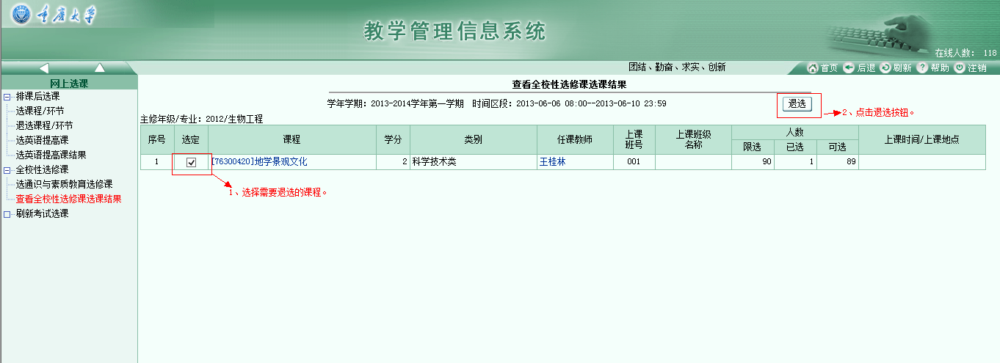 重庆大学
教学管理信息系统
在线人数： 118
团结、勤奋、求实、创新
首页 后退 刷新 帮助 注销
网上选课
排课后选课
选课程/环节
退选课程/环节
选英语提高课
选英语提高课结果
全校性选修课
选通识与素质教育选修课
查看全校性选修课选课结果
刷新考试选课
查看全校性选修课选课结果
学年学期：2013-2014学年第一学期 时间区段：2013-06-06 08:00--2013-06-10 23:59
退选
2、点击退选按钮。
主修年级/专业：2012/生物工程
序号 选定 课程 学分 类别 任课教师 上课班号 上课班级名称 人数 上课时间/上课地点
限选 已选 可选
1 [76300420]地学景观文化 2 科学技术类 王桂林 001 90 1 89
1、选择需要退选的课程。